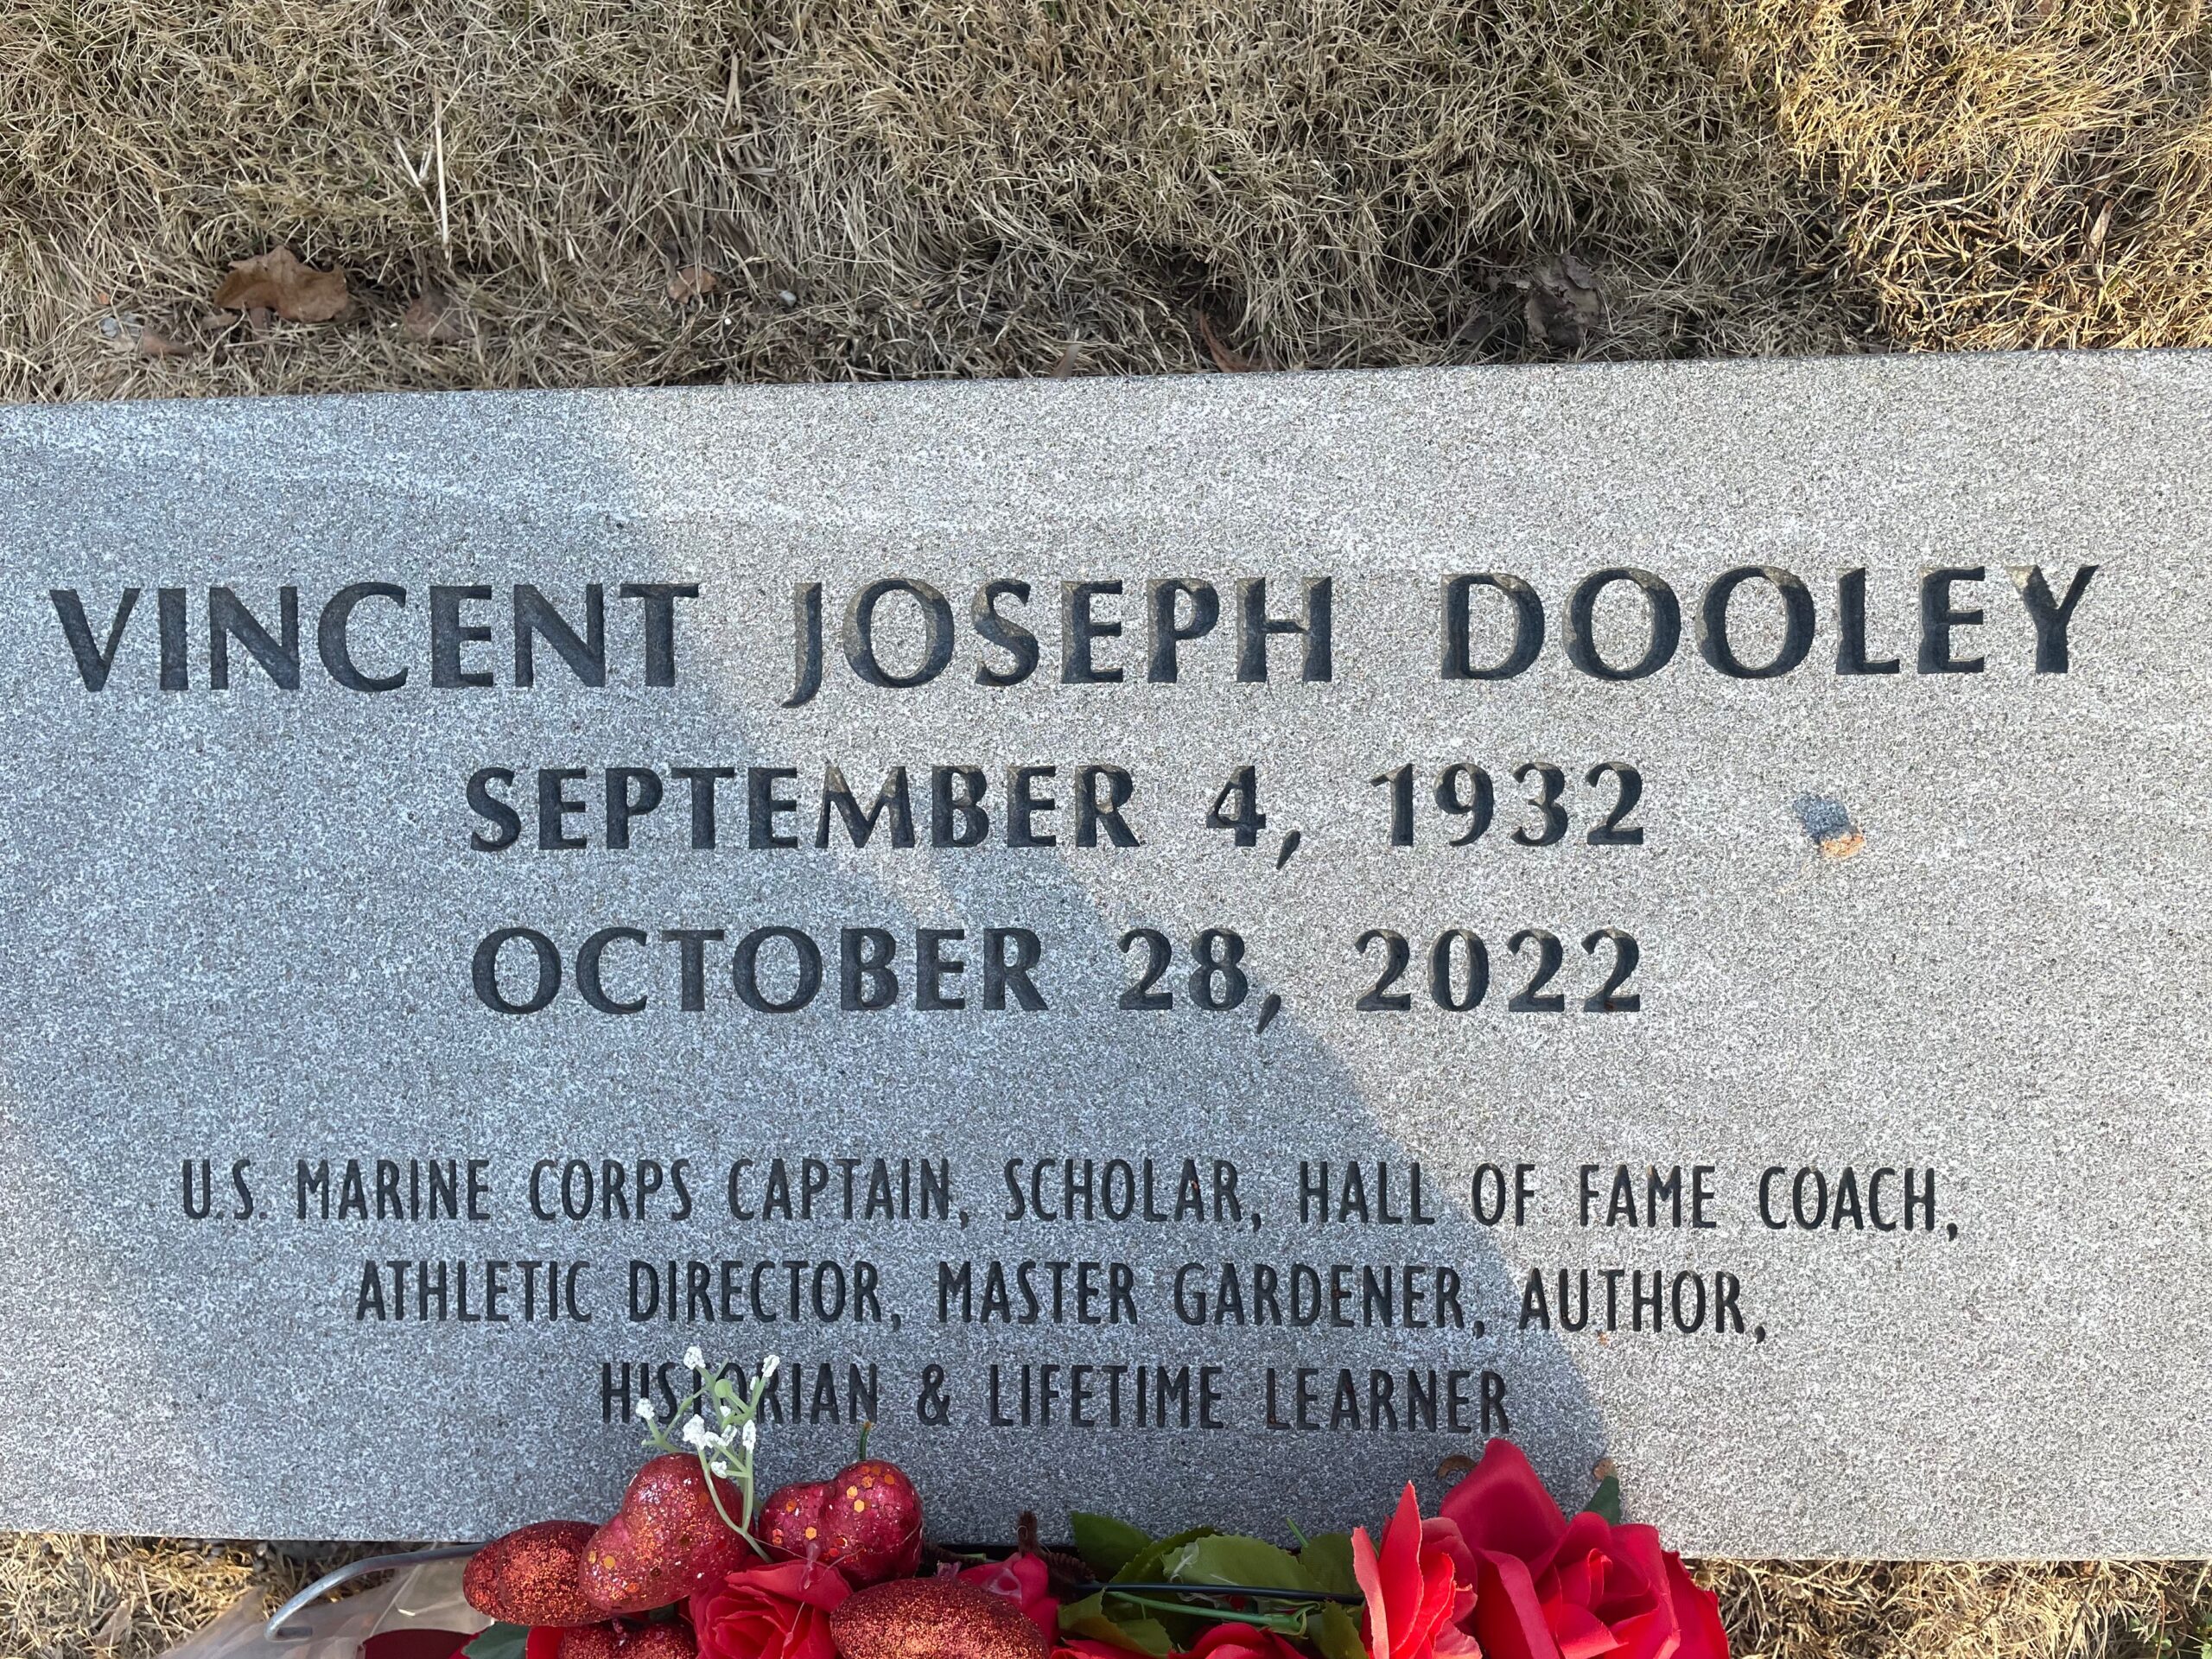 VINCENT JOSEPH DOOLEY
SEPTEMBER 4, 1932
OCTOBER 28, 2022
U.S. MARINE CORPS CAPTAIN, SCHOLAR, HALL OF FAME COACH,
ATHLETIC DIRECTOR, MASTER GARDENER, AUTHOR,
HISTORIAN & LIFETIME LEARNER